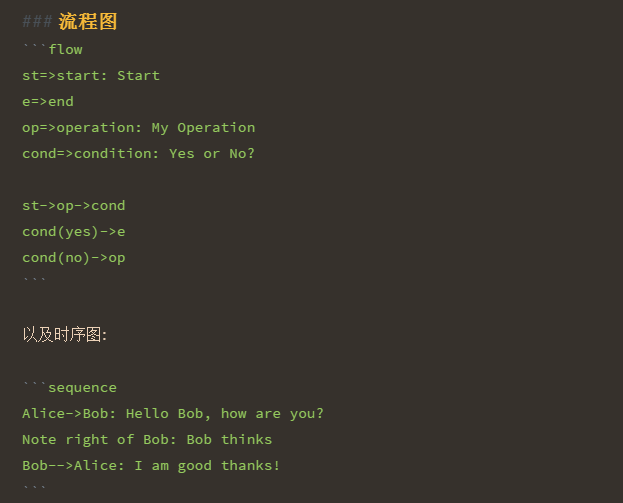 ### 流程图
```flow
st=>start: Start
e=>end
op=>operation: My Operation
cond=>condition: Yes or No?
st->op->cond
cond(yes)->e
cond(no)->op
```
以及时序图:
```sequence
Alice->Bob: Hello Bob, how are you?
Note right of Bob: Bob thinks
Bob-->Alice: I am good thanks!
```